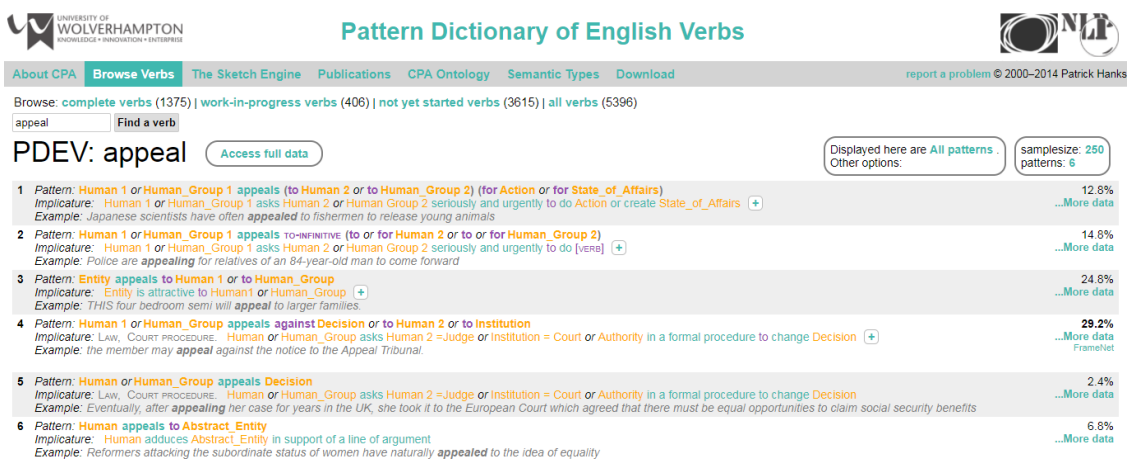 UNIVERSITY OF
WOLVERHAMPTON
KNOWLEDGE • INNOVATION • ENTERPRISE
Pattern Dictionary of English Verbs
NLP
About CPA Browse Verbs The Sketch Engine Publications CPA Ontology Semantic Types Download report a problem © 2000–2014 Patrick Hanks
Browse: complete verbs (1375) | work-in-progress verbs (406) | not yet started verbs (3615) | all verbs (5396)
appeal Find a verb
PDEV: appeal Access full data
Displayed here are All patterns .
Other options:
samplesize: 250
patterns: 6
1 Pattern: Human 1 or Human_Group 1 appeals (to Human 2 or to Human_Group 2) (for Action or for State_of_Affairs) 12.8%
Implicature: Human 1 or Human_Group 1 asks Human 2 or Human Group 2 seriously and urgently to do Action or create State_of_Affairs + ...More data
Example: Japanese scientists have often appealed to fishermen to release young animals
2 Pattern: Human 1 or Human_Group 1 appeals TO-INFINITIVE (to or for Human 2 or to or for Human_Group 2) 14.8%
Implicature: Human 1 or Human_Group 1 asks Human 2 or Human Group 2 seriously and urgently to do [VERB] + ...More data
Example: Police are appealing for relatives of an 84-year-old man to come forward
3 Pattern: Entity appeals to Human 1 or to Human_Group 24.8%
Implicature: Entity is attractive to Human1 or Human_Group + ...More data
Example: THIS four bedroom semi will appeal to larger families.
4 Pattern: Human 1 or Human_Group appeals against Decision or to Human 2 or to Institution 29.2%
Implicature: LAW, COURT PROCEDURE. Human or Human_Group asks Human 2 =Judge or Institution = Court or Authority in a formal procedure to change Decision + ...More data
Example: the member may appeal against the notice to the Appeal Tribunal. FrameNet
5 Pattern: Human or Human_Group appeals Decision 2.4%
Implicature: LAW, COURT PROCEDURE. Human or Human_Group asks Human 2 =Judge or Institution = Court or Authority in a formal procedure to change Decision ...More data
Example: Eventually, after appealing her case for years in the UK, she took it to the European Court which agreed that there must be equal opportunities to claim social security benefits
6 Pattern: Human appeals to Abstract_Entity 6.8%
Implicature: Human adduces Abstract_Entity in support of a line of argument ...More data
Example: Reformers attacking the subordinate status of women have naturally appealed to the idea of equality